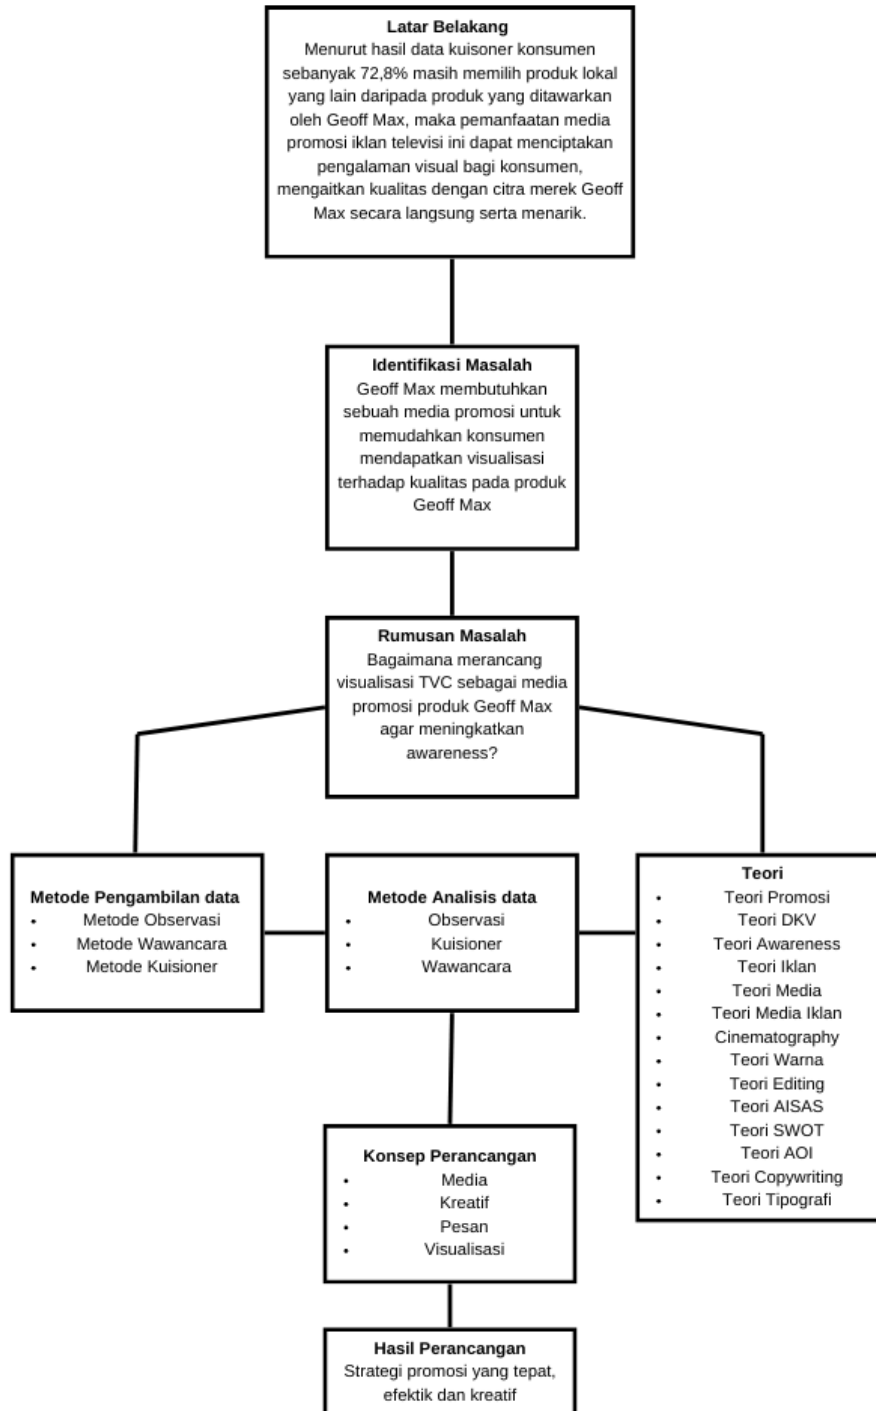 Latar Belakang
Menurut hasil data kuisoner konsumen
sebanyak 72,8% masih memilih produk lokal
yang lain daripada produk yang ditawarkan
oleh Geoff Max, maka pemanfaatan media
promosi iklan televisi ini dapat menciptakan
pengalaman visual bagi konsumen,
mengaitkan kualitas dengan citra merek Geoff
Max secara langsung serta menarik.
Identifikasi Masalah
Geoff Max membutuhkan
sebuah media promosi untuk
memudahkan konsumen
mendapatkan visualisasi
terhadap kualitas pada produk
Geoff Max
Rumusan Masalah
Bagaimana merancang
visualisasi TVC sebagai media
promosi produk Geoff Max
agar meningkatkan
awareness?
Metode Pengambilan data
• Metode Observasi
• Metode Wawancara
• Metode Kuisioner
Metode Analisis data
• Observasi
• Kuisioner
• Wawancara
Teori
• Teori Promosi
• Teori DKV
• Teori Awareness
• Teori Iklan
• Teori Media
• Teori Media Iklan
• Cinematography
• Teori Warna
• Teori Editing
• Teori AISAS
• Teori SWOT
• Teori AOI
• Teori Copywriting
• Teori Tipografi
Konsep Perancangan
• Media
• Kreatif
• Pesan
• Visualisasi
Hasil Perancangan
Strategi promosi yang tepat,
efektik dan kreatif